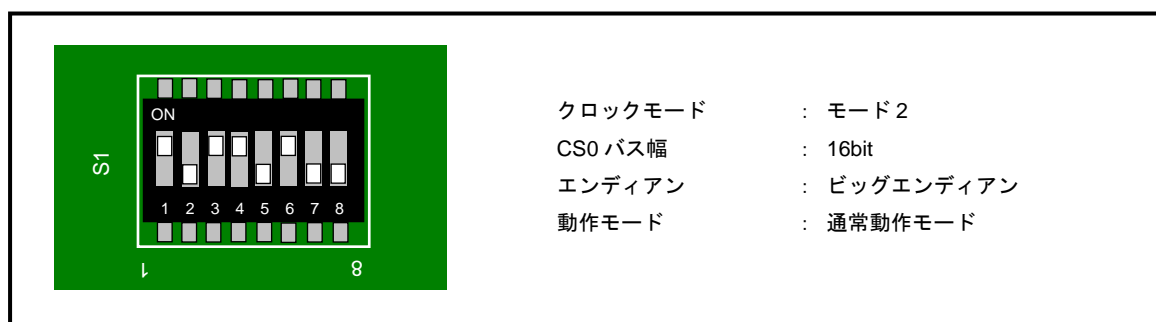 S1
ON
1 2 3 4 5 6 7 8
1 8
クロックモード : モード 2
CS0 バス幅 : 16bit
エンディアン : ビッグエンディアン
動作モード : 通常動作モード